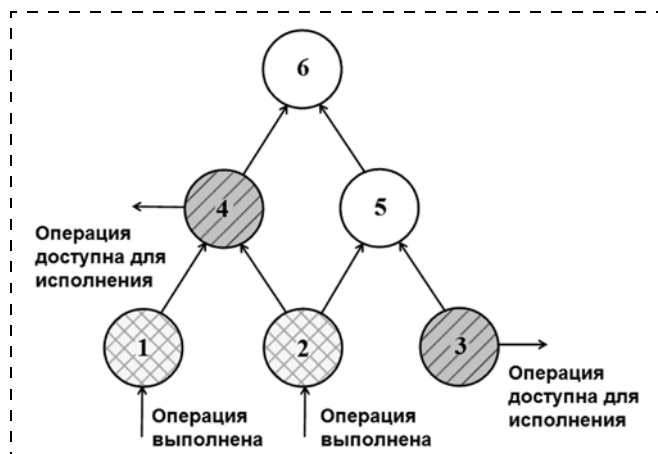 6
4
5
Операция
доступна для
исполнения
1
2
3
Операция
доступна для
исполнения
Операция
выполнена
Операция
выполнена